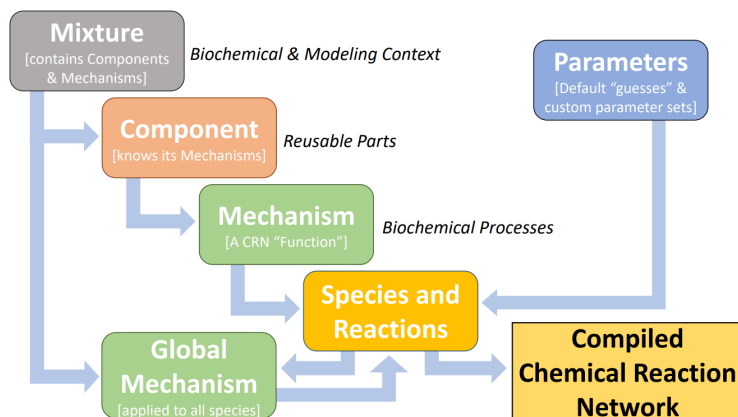 Mixture
[contains Components
& Mechanisms]
Biochemical & Modeling Context
Parameters
[Default “guesses” &
custom parameter sets]
Component
[knows its Mechanisms]
Reusable Parts
Mechanism
[A CRN “Function”]
Biochemical Processes
Species and
Reactions
Global
Mechanism
[applied to all species]
Compiled
Chemical Reaction
Network